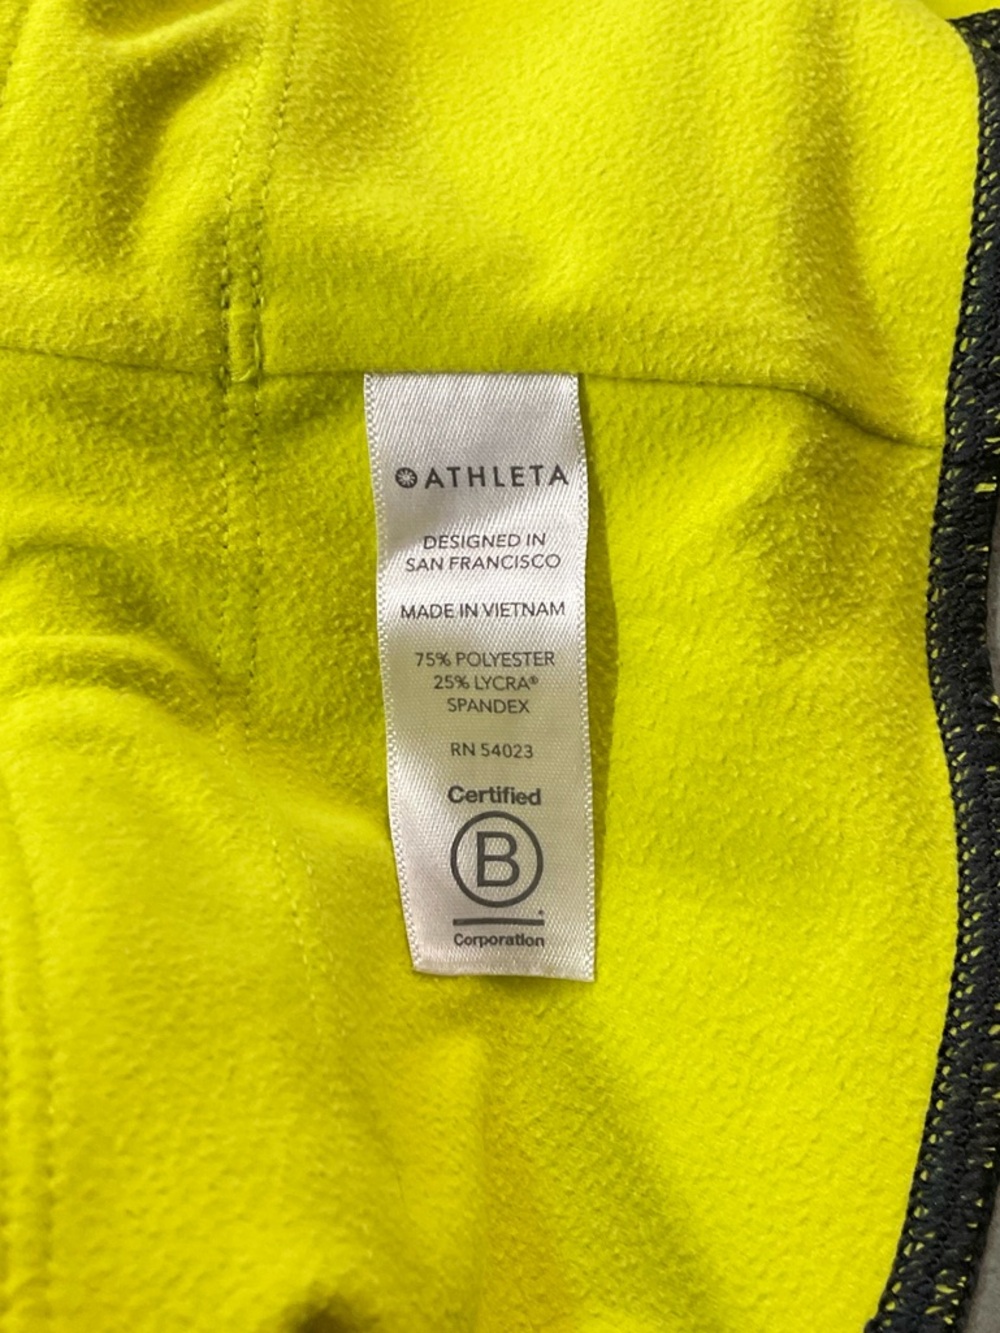 ATHLETA
DESIGNED IN
SAN FRANCISCO
MADE IN VIETNAM
75% POLYESTER
25% LYCRA®
SPANDEX
RN 54023
Certified
B
Corporation